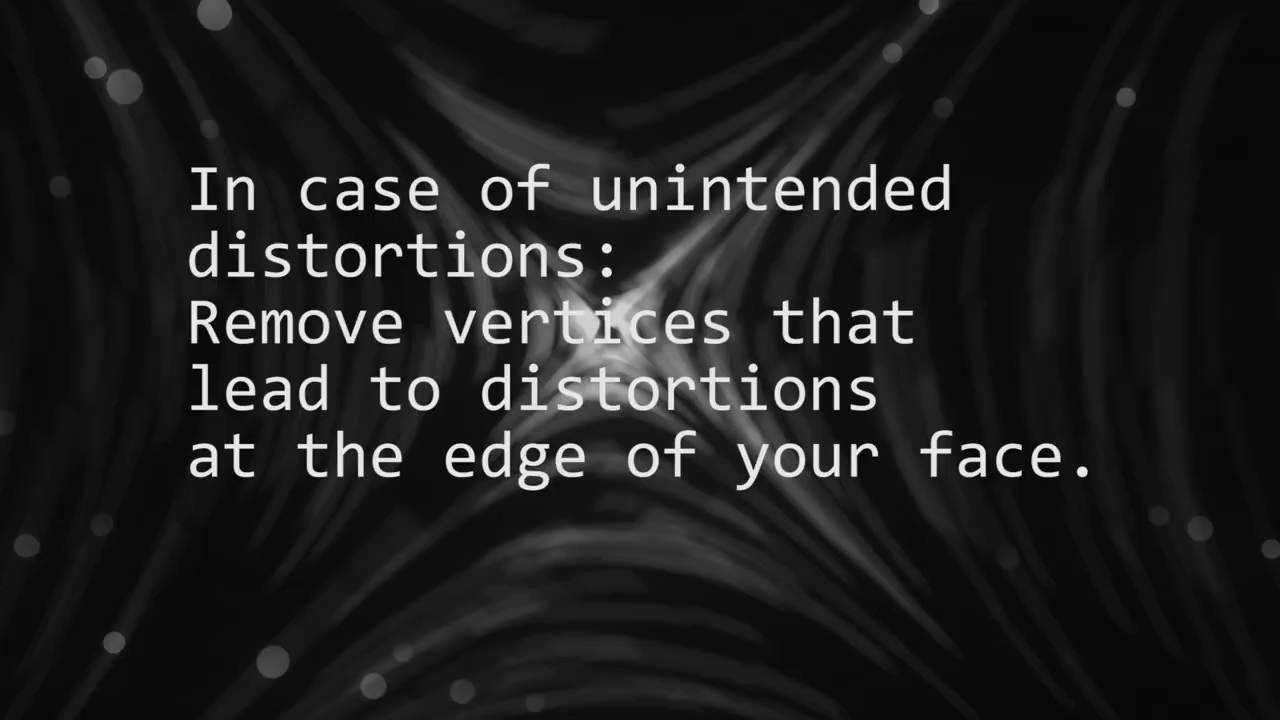 In case of unintended
distortions:
Remove vertices that
lead to distortions
at the edge of your face.